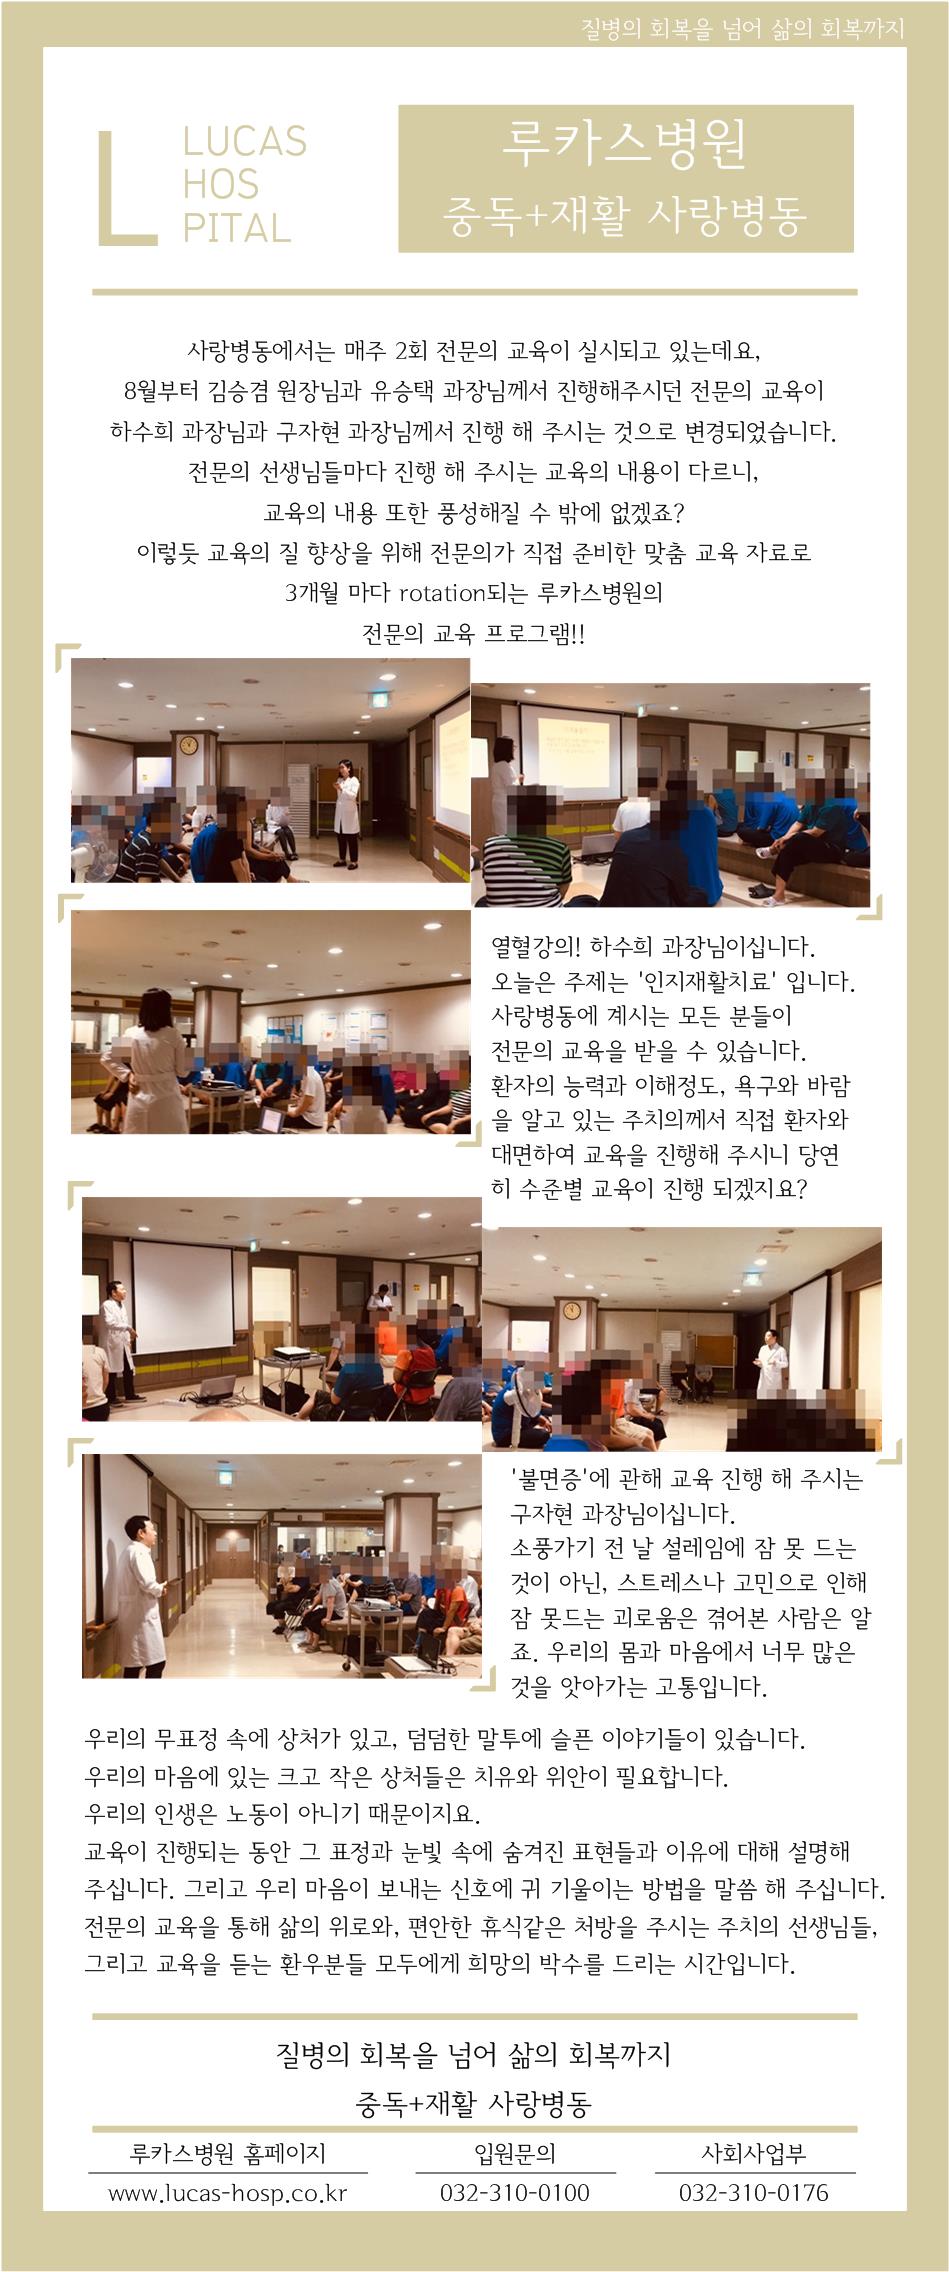 질병의 회복을 넘어 삶의 회복까지
L
LUCAS
HOS
PITAL
루카스병원
중독+재활 사랑병동
사랑병동에서는 매주 2회 전문의 교육이 실시되고 있는데요,
8월부터 김승겸 원장님과 유승택 과장님께서 진행해주시던 전문의 교육이
하수희 과장님과 구자현 과장님께서 진행 해 주시는 것으로 변경되었습니다.
전문의 선생님들마다 진행 해 주시는 교육의 내용이 다르니,
교육의 내용 또한 풍성해질 수 밖에 없겠죠?
이렇듯 교육의 질 향상을 위해 전문의가 직접 준비한 맞춤 교육 자료로
3개월 마다 rotation되는 루카스병원의
전문의 교육 프로그램!!
열혈강의! 하수희 과장님이십니다.
오늘은 주제는 '인지재활치료' 입니다.
사랑병동에 계시는 모든 분들이
전문의 교육을 받을 수 있습니다.
환자의 능력과 이해정도, 욕구와 바람
을 알고 있는 주치의께서 직접 환자와
대면하여 교육을 진행해 주시니 당연
히 수준별 교육이 진행 되겠지요?
'불면증'에 관해 교육 진행 해 주시는
구자현 과장님이십니다.
소풍가기 전 날 설레임에 잠 못 드는
것이 아닌, 스트레스나 고민으로 인해
잠 못드는 괴로움은 겪어본 사람은 알
죠. 우리의 몸과 마음에서 너무 많은
것을 앗아가는 고통입니다.
우리의 무표정 속에 상처가 있고, 덤덤한 말투에 슬픈 이야기들이 있습니다.
우리의 마음에 있는 크고 작은 상처들은 치유와 위안이 필요합니다.
우리의 인생은 노동이 아니기 때문이지요.
교육이 진행되는 동안 그 표정과 눈빛 속에 숨겨진 표현들과 이유에 대해 설명해
주십니다. 그리고 우리 마음이 보내는 신호에 귀 기울이는 방법을 말씀 해 주십니다.
전문의 교육을 통해 삶의 위로와, 편안한 휴식같은 처방을 주시는 주치의 선생님들,
그리고 교육을 듣는 환우분들 모두에게 희망의 박수를 드리는 시간입니다.
질병의 회복을 넘어 삶의 회복까지
중독+재활 사랑병동
루카스병원 홈페이지
입원문의
사회사업부
www.lucas-hosp.co.kr
032-310-0100
032-310-0176